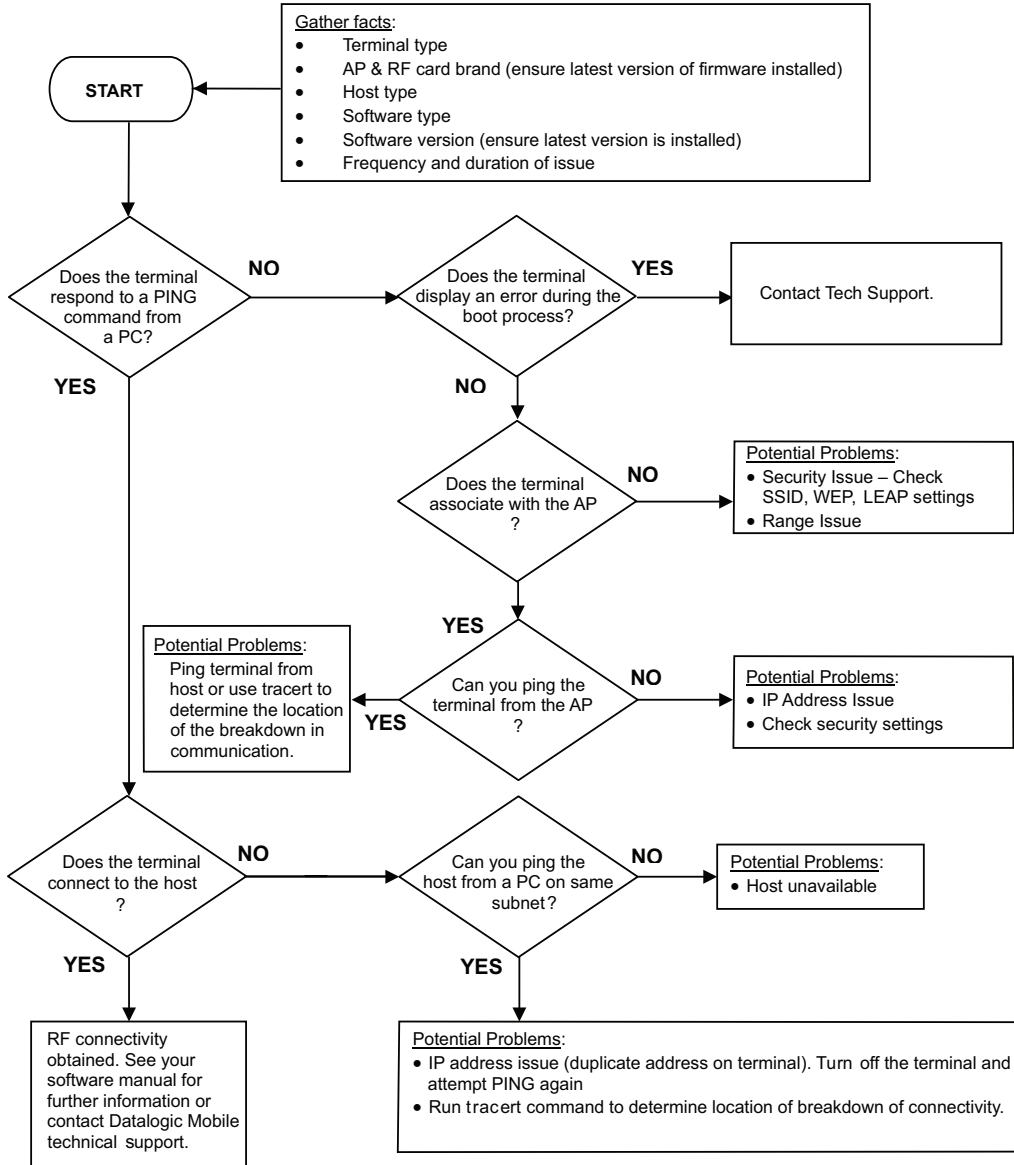 Gather facts:
• Terminal type
• AP & RF card brand (ensure latest version of firmware installed)
• Host type
• Software type
• Software version (ensure latest version is installed)
• Frequency and duration of issue
START
Does the terminal
respond to a PING
command from
a PC?
NO
YES
Does the terminal
display an error during the
boot process?
YES
NO
Contact Tech Support.
Does the terminal
associate with the AP
?
NO
YES
Potential Problems:
• Security Issue – Check
SSID, WEP, LEAP settings
• Range Issue
Potential Problems:
Ping terminal from
host or use tracert to
determine the location
of the breakdown in
communication.
YES
Can you ping the
terminal from the AP
?
NO
Potential Problems:
• IP Address Issue
• Check security settings
Does the terminal
connect to the host
?
NO
YES
Can you ping the
host from a PC on same
subnet?
NO
YES
Potential Problems:
• Host unavailable
RF connectivity
obtained. See your
software manual for
further information or
contact Datalogic Mobile
technical support.
Potential Problems:
• IP address issue (duplicate address on terminal). Turn off the terminal and
attempt PING again
• Run tracert command to determine location of breakdown of connectivity.